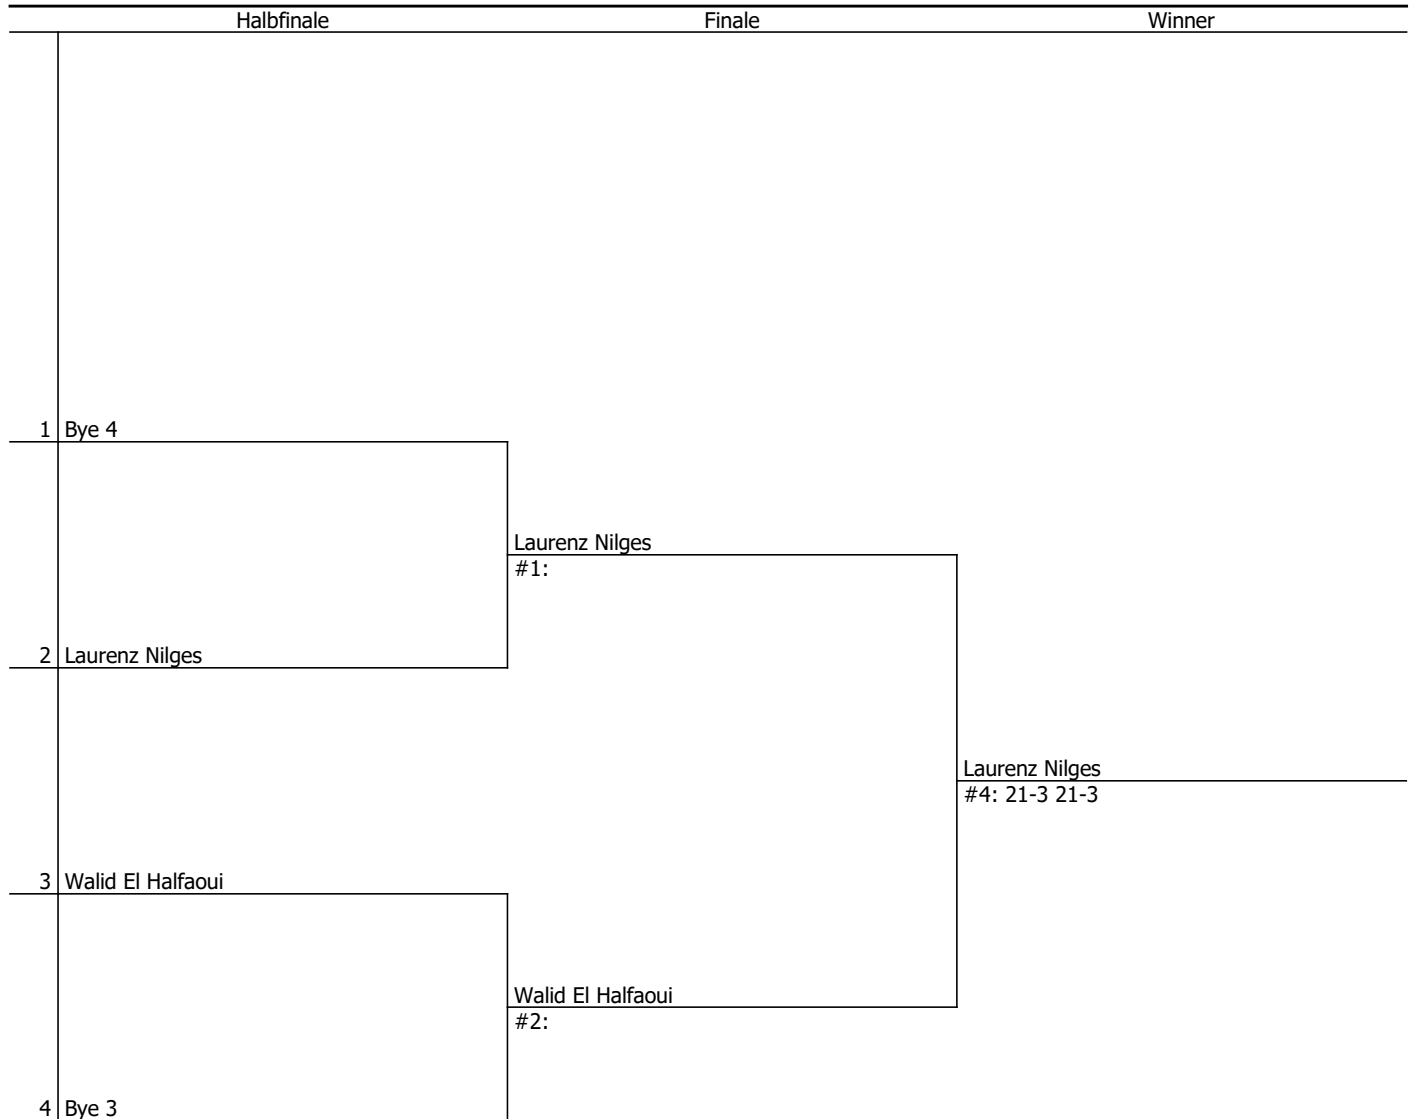 Halbfinale Finale Winner
1 Bye 4
Laurenz Nilges
#1:
2 Laurenz Nilges
Laurenz Nilges
#4: 21-3 21-3
3 Walid El Halfaoui
Walid El Halfaoui
#2:
4 Bye 3